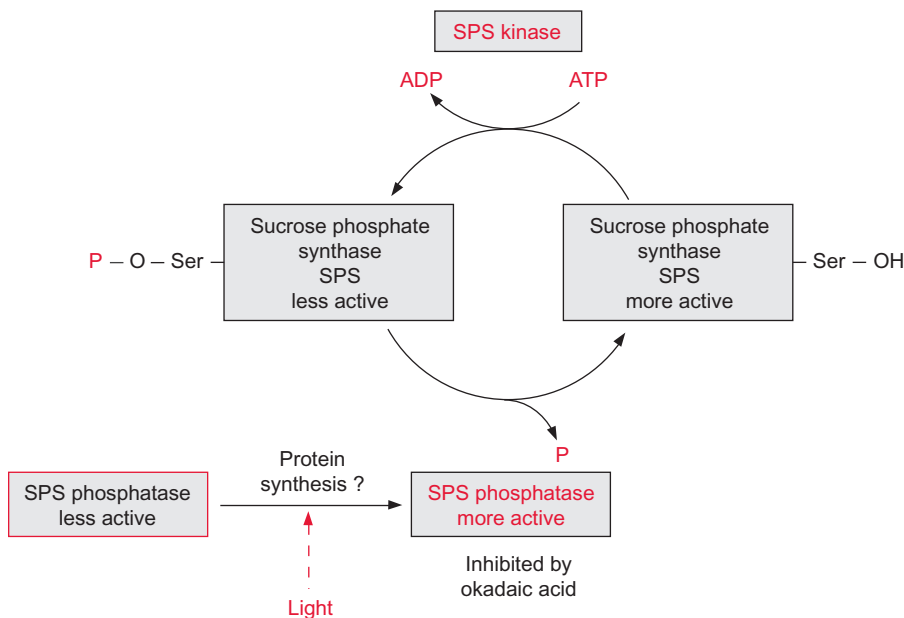 SPS kinase
ADP
ATP
Sucrose phosphate
synthase
SPS
less active
P – O – Ser
Sucrose phosphate
synthase
SPS
more active
Ser – OH
P
Protein
synthesis ?
SPS phosphatase
less active
SPS phosphatase
more active
Light
Inhibited by
okadaic acid